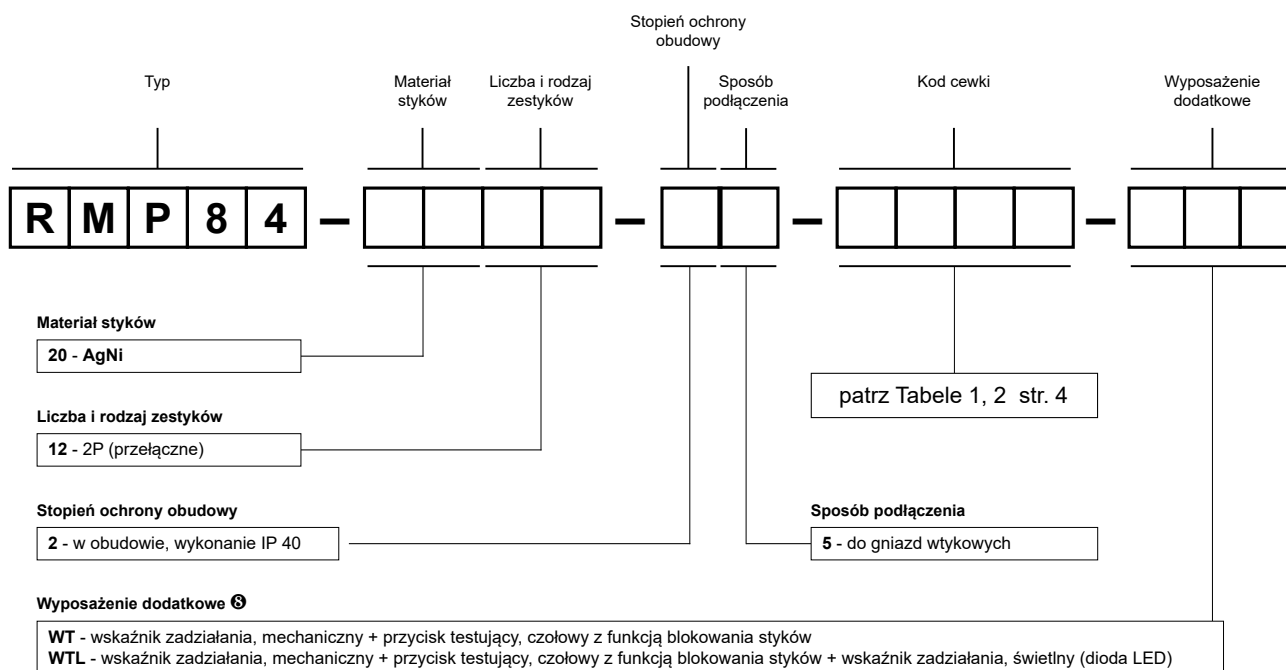 Stopień ochrony
obudowy
Typ
Materiał
styków
Liczba i rodzaj
zestyków
Sposób
podłączenia
Kod cewki
Wyposażenie
dodatkowe
R M P 8 4 – – – –
Materiał styków
20 - AgNi
patrz Tabele 1, 2 str. 4
Liczba i rodzaj zestyków
12 - 2P (przełączne)
Stopień ochrony obudowy
2 - w obudowie, wykonanie IP 40
Sposób podłączenia
5 - do gniazd wtykowych
Wyposażenie dodatkowe ❽
WT - wskaźnik zadziałania, mechaniczny + przycisk testujący, czołowy z funkcją blokowania styków
WTL - wskaźnik zadziałania, mechaniczny + przycisk testujący, czołowy z funkcją blokowania styków + wskaźnik zadziałania, świetlny (dioda LED)